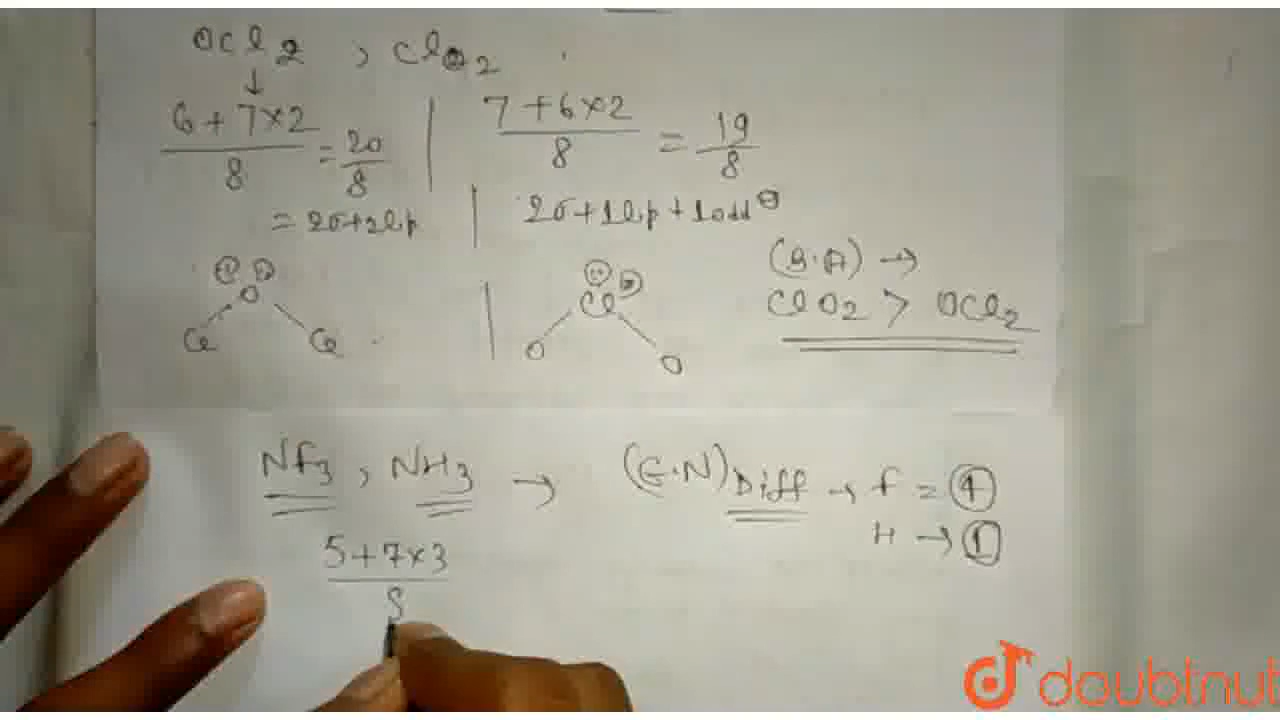 OCl2 , ClO2
↓
6+7×2/8 = 20/8 | 7+6×2/8 = 19/8
= 2σ+2l.p | 2σ+1l.p+1odd e
O Cl Cl | Cl O O
(B.A) →
ClO2 > OCl2
NF3 , NH3 → (E.N)Diff → F = 4
H → 1
5+7×3/8
doubtnut